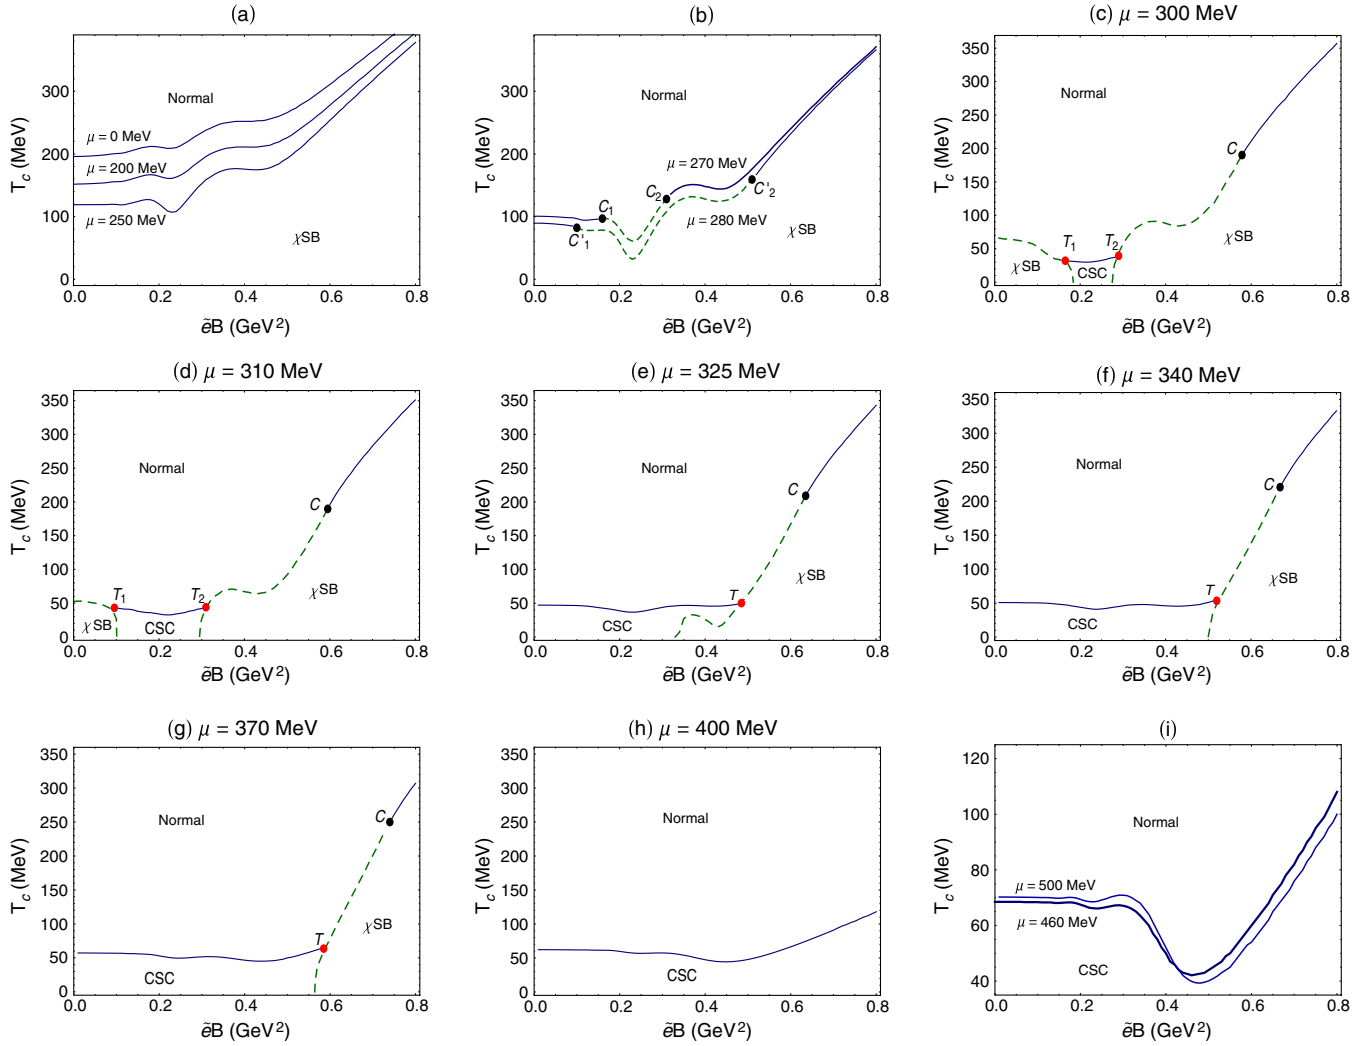 (a)
T_c (MeV)
300
200
100
0
Normal
μ = 0 MeV
μ = 200 MeV
μ = 250 MeV
χSB
0.0 0.2 0.4 0.6 0.8
ẽB (GeV²)
(b)
T_c (MeV)
300
200
100
0
Normal
μ = 270 MeV
C₁
C₂
C'₂
C'₁
μ = 280 MeV
χSB
0.0 0.2 0.4 0.6 0.8
ẽB (GeV²)
(c) μ = 300 MeV
T_c (MeV)
350
300
250
200
150
100
50
0
Normal
C
T₁
T₂
χSB
CSC
χSB
0.0 0.2 0.4 0.6 0.8
ẽB (GeV²)
(d) μ = 310 MeV
T_c (MeV)
350
300
250
200
150
100
50
0
Normal
C
T₁
T₂
χSB
χSB
CSC
0.0 0.2 0.4 0.6 0.8
ẽB (GeV²)
(e) μ = 325 MeV
T_c (MeV)
350
300
250
200
150
100
50
0
Normal
C
T
χSB
CSC
0.0 0.2 0.4 0.6 0.8
ẽB (GeV²)
(f) μ = 340 MeV
T_c (MeV)
350
300
250
200
150
100
50
0
Normal
C
T
χSB
CSC
0.0 0.2 0.4 0.6 0.8
ẽB (GeV²)
(g) μ = 370 MeV
T_c (MeV)
350
300
250
200
150
100
50
0
Normal
C
T
χSB
CSC
0.0 0.2 0.4 0.6 0.8
ẽB (GeV²)
(h) μ = 400 MeV
T_c (MeV)
350
300
250
200
150
100
50
0
Normal
CSC
0.0 0.2 0.4 0.6 0.8
ẽB (GeV²)
(i)
T_c (MeV)
120
100
80
60
40
Normal
μ = 500 MeV
μ = 460 MeV
CSC
0.0 0.2 0.4 0.6 0.8
ẽB (GeV²)